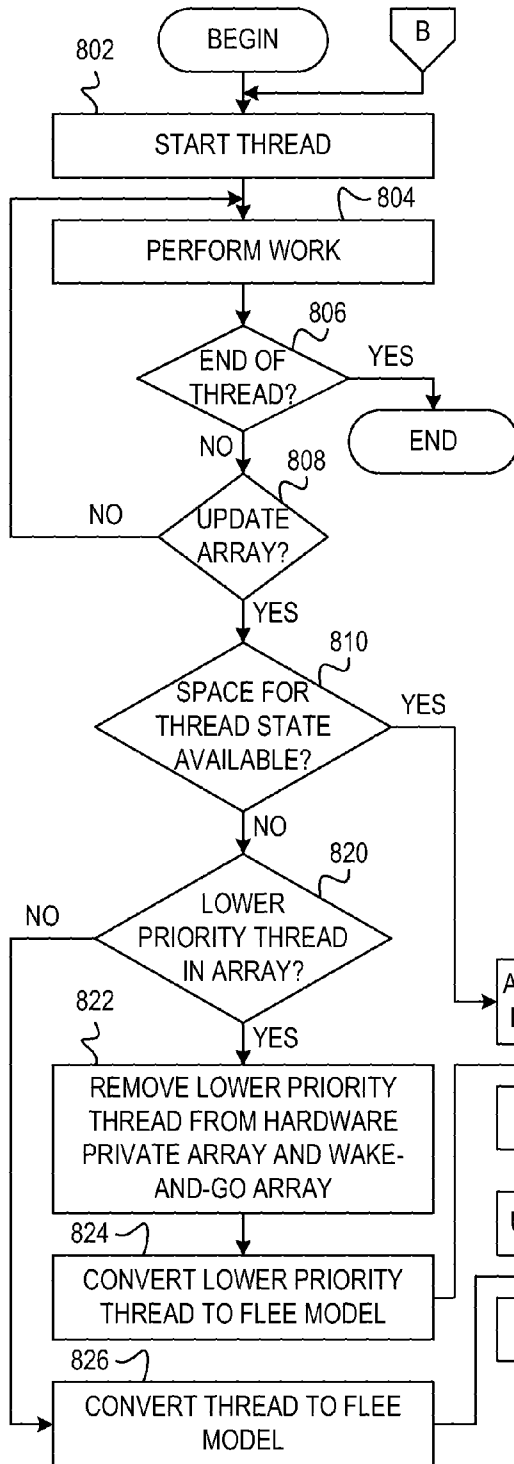 BEGIN
B
802
START THREAD
804
PERFORM WORK
806
END OF
THREAD?
YES
END
NO
808
NO
UPDATE
ARRAY?
YES
810
SPACE FOR
THREAD STATE
AVAILABLE?
YES
NO
820
NO
LOWER
PRIORITY THREAD
IN ARRAY?
YES
822
REMOVE LOWER PRIORITY
THREAD FROM HARDWARE
PRIVATE ARRAY AND WAKE-
AND-GO ARRAY
824
CONVERT LOWER PRIORITY
THREAD TO FLEE MODEL
826
CONVERT THREAD TO FLEE
MODEL